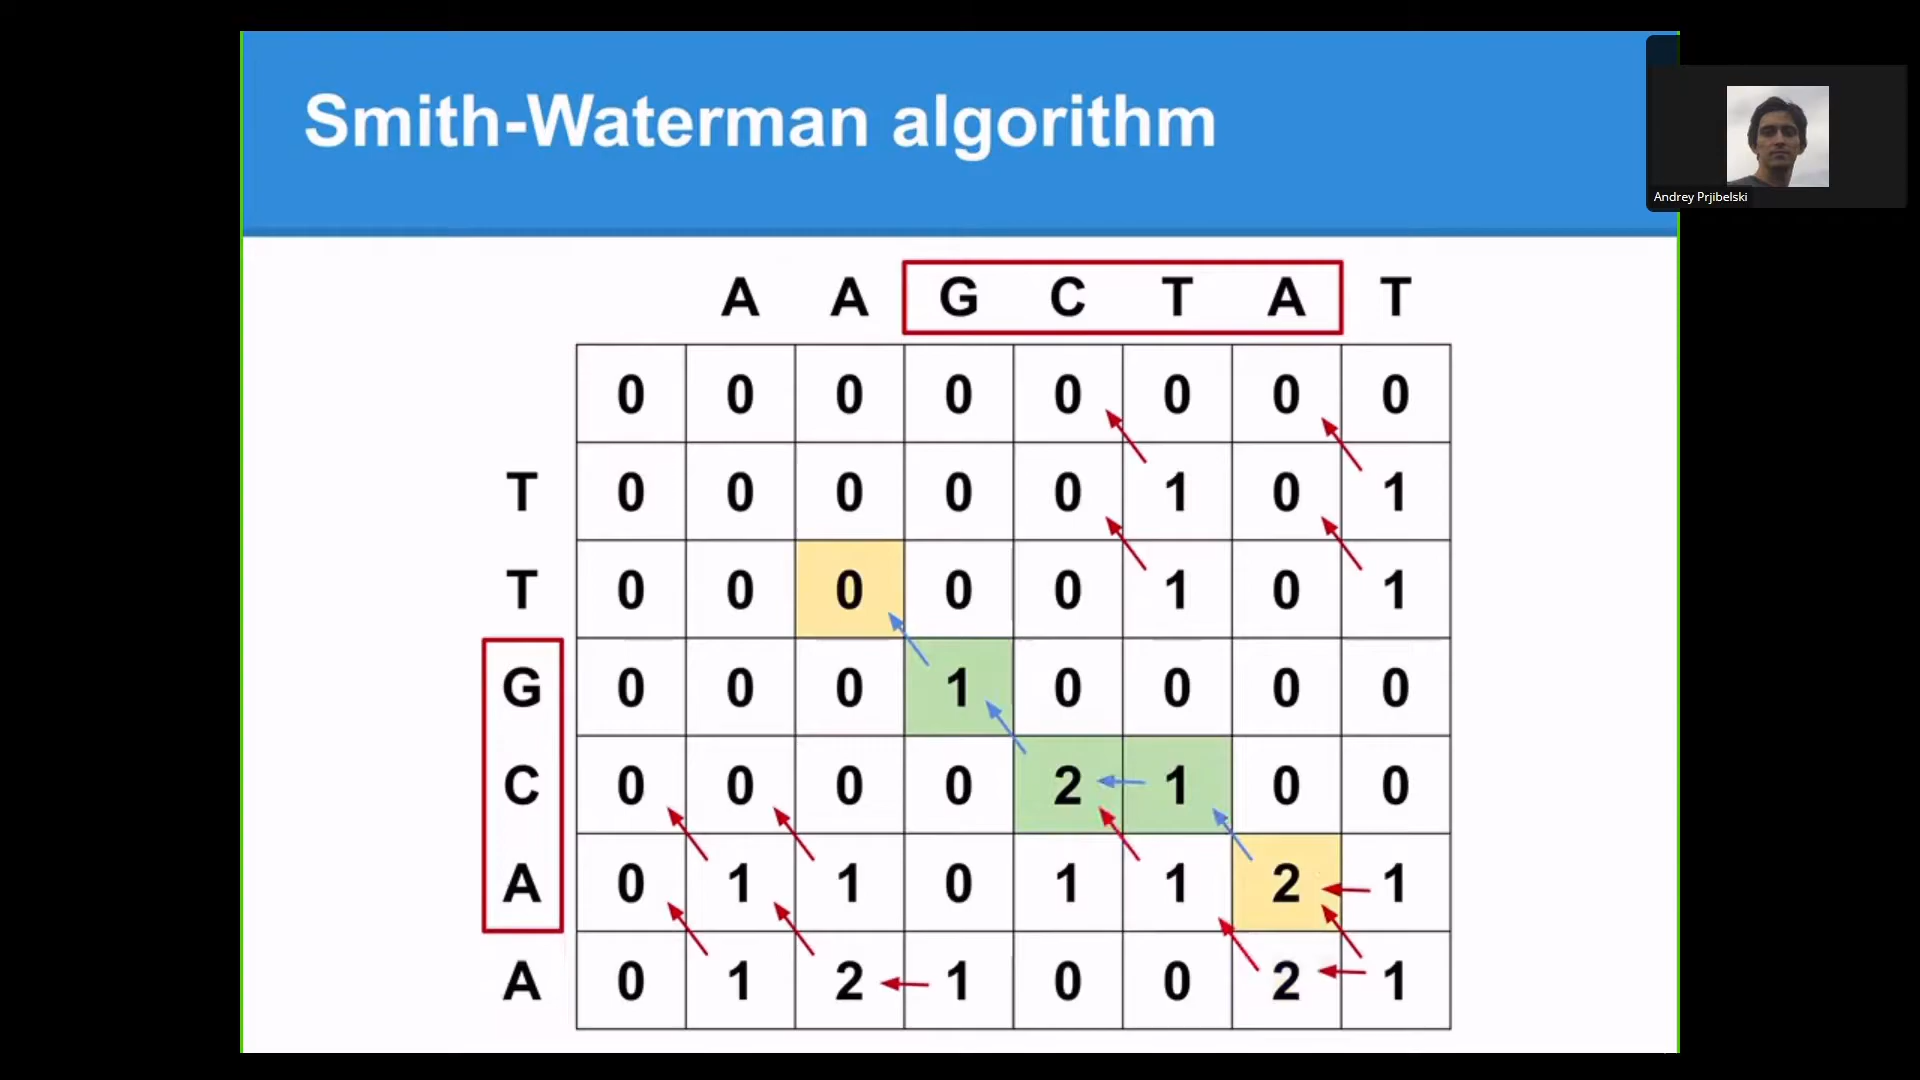 Smith-Waterman algorithm
Andrey Prjibelski
A A G C T A T
0 0 0 0 0 0 0 0
T 0 0 0 0 0 1 0 1
T 0 0 0 0 0 1 0 1
G 0 0 0 1 0 0 0 0
C 0 0 0 0 2 1 0 0
A 0 1 1 0 1 1 2 1
A 0 1 2 1 0 0 2 1